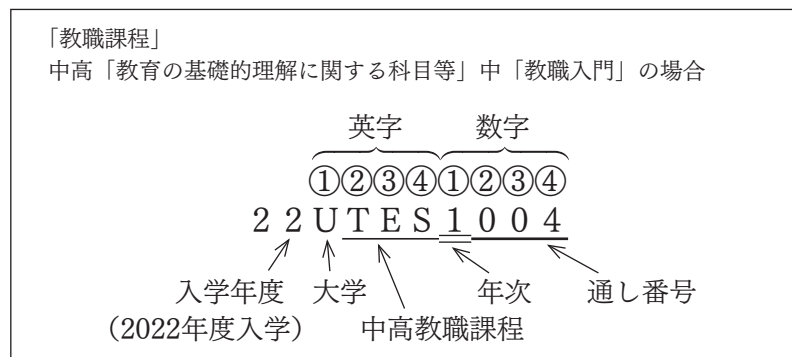 「教職課程」
中高「教育の基礎的理解に関する科目等」中「教職入門」の場合
英字 数字
①②③④①②③④
22UTES1004
入学年度 大学 年次 通し番号
(2022年度入学) 中高教職課程